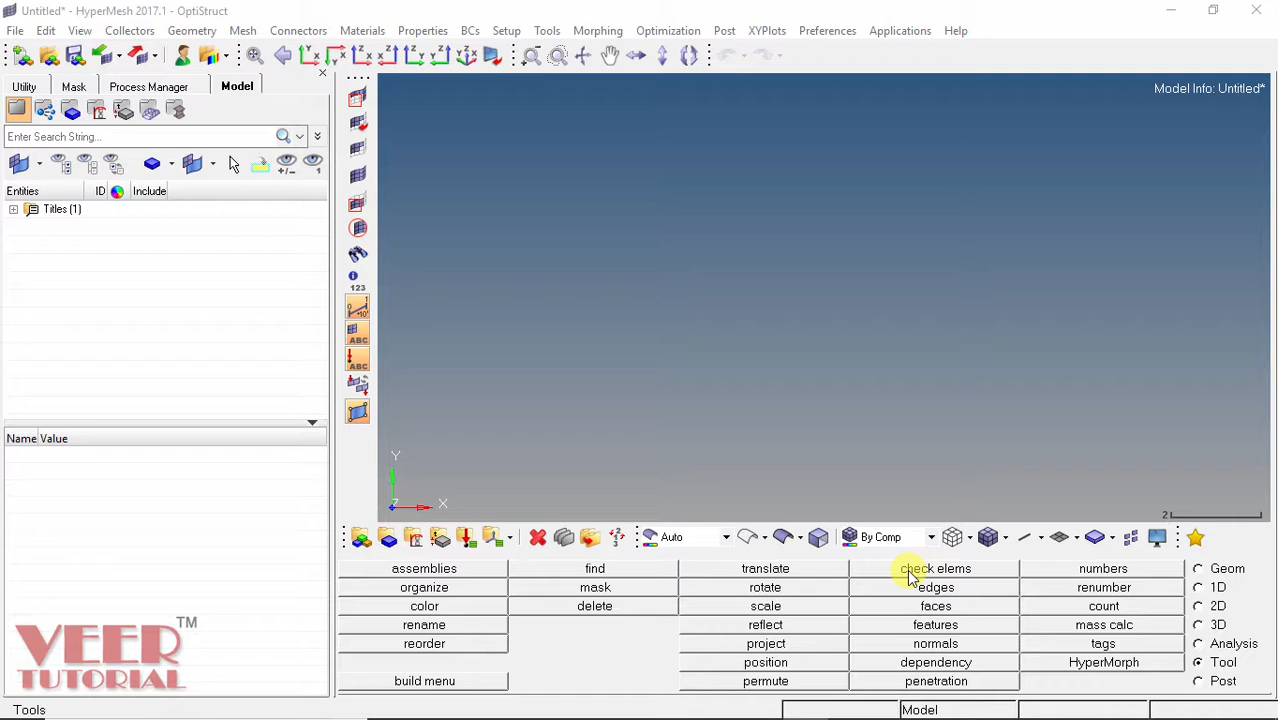 Untitled* - HyperMesh 2017.1 - OptiStruct
File Edit View Collectors Geometry Mesh Connectors Materials Properties BCs Setup Tools Morphing Optimization Post XYPlots Preferences Applications Help
Utility Mask Process Manager Model
Model Info: Untitled*
Enter Search String...
Entities ID Include
Titles (1)
123
ABC
ABC
Name Value
Y
Z X
2
Auto By Comp
assemblies find translate check elems numbers Geom
organize mask rotate edges renumber 1D
color delete scale faces count 2D
rename reflect features mass calc 3D
reorder project normals tags Analysis
position dependency HyperMorph Tool
build menu permute penetration Post
VEER TM
TUTORIAL
Tools Model